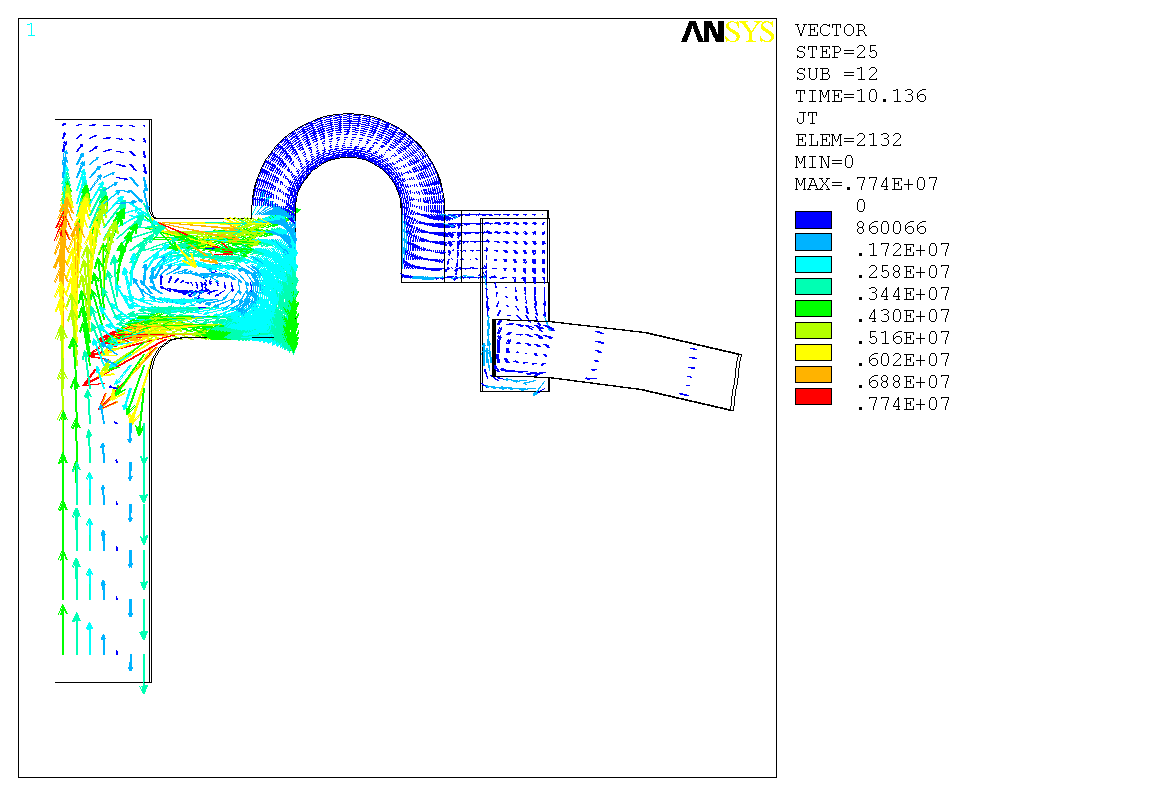 1
ANSYS
VECTOR
STEP=25
SUB =12
TIME=10.136
JT
ELEM=2132
MIN=0
MAX=.774E+07
0
860066
.172E+07
.258E+07
.344E+07
.430E+07
.516E+07
.602E+07
.688E+07
.774E+07